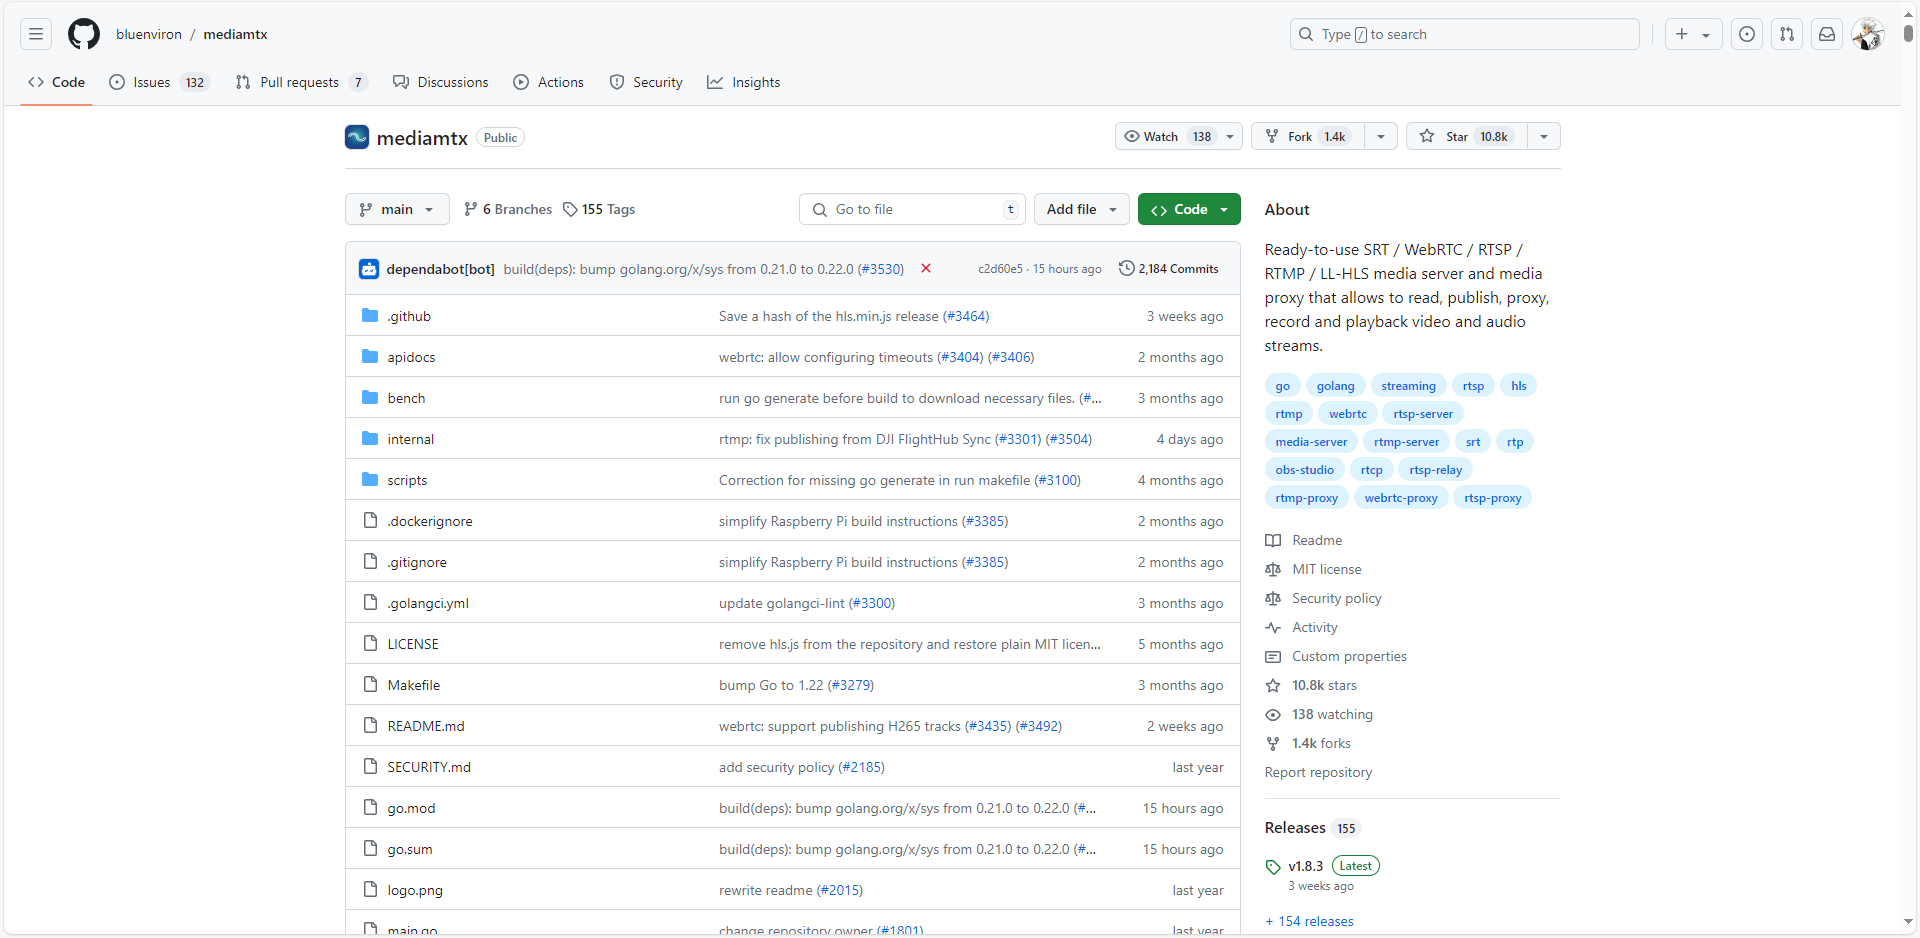 bluenviron / mediamtx
Type / to search
Code
Issues 132
Pull requests 7
Discussions
Actions
Security
Insights
mediamtx Public
Watch 138
Fork 1.4k
Star 10.8k
main
6 Branches
155 Tags
Go to file t
Add file
Code
dependabot[bot] build(deps): bump golang.org/x/sys from 0.21.0 to 0.22.0 (#3530) c2d60e5 · 15 hours ago 2,184 Commits
.github Save a hash of the hls.min.js release (#3464) 3 weeks ago
apidocs webrtc: allow configuring timeouts (#3404) (#3406) 2 months ago
bench run go generate before build to download necessary files. (#... 3 months ago
internal rtmp: fix publishing from DJI FlightHub Sync (#3301) (#3504) 4 days ago
scripts Correction for missing go generate in run makefile (#3100) 4 months ago
.dockerignore simplify Raspberry Pi build instructions (#3385) 2 months ago
.gitignore simplify Raspberry Pi build instructions (#3385) 2 months ago
.golangci.yml update golangci-lint (#3300) 3 months ago
LICENSE remove hls.js from the repository and restore plain MIT licen... 5 months ago
Makefile bump Go to 1.22 (#3279) 3 months ago
README.md webrtc: support publishing H265 tracks (#3435) (#3492) 2 weeks ago
SECURITY.md add security policy (#2185) last year
go.mod build(deps): bump golang.org/x/sys from 0.21.0 to 0.22.0 (#... 15 hours ago
go.sum build(deps): bump golang.org/x/sys from 0.21.0 to 0.22.0 (#... 15 hours ago
logo.png rewrite readme (#2015) last year
main.go change repository owner (#1801) last year
About
Ready-to-use SRT / WebRTC / RTSP /
RTMP / LL-HLS media server and media
proxy that allows to read, publish, proxy,
record and playback video and audio
streams.
go golang streaming rtsp hls
rtmp webrtc rtsp-server
media-server rtmp-server srt rtp
obs-studio rtcp rtsp-relay
rtmp-proxy webrtc-proxy rtsp-proxy
Readme
MIT license
Security policy
Activity
Custom properties
10.8k stars
138 watching
1.4k forks
Report repository
Releases 155
v1.8.3 Latest
3 weeks ago
+ 154 releases